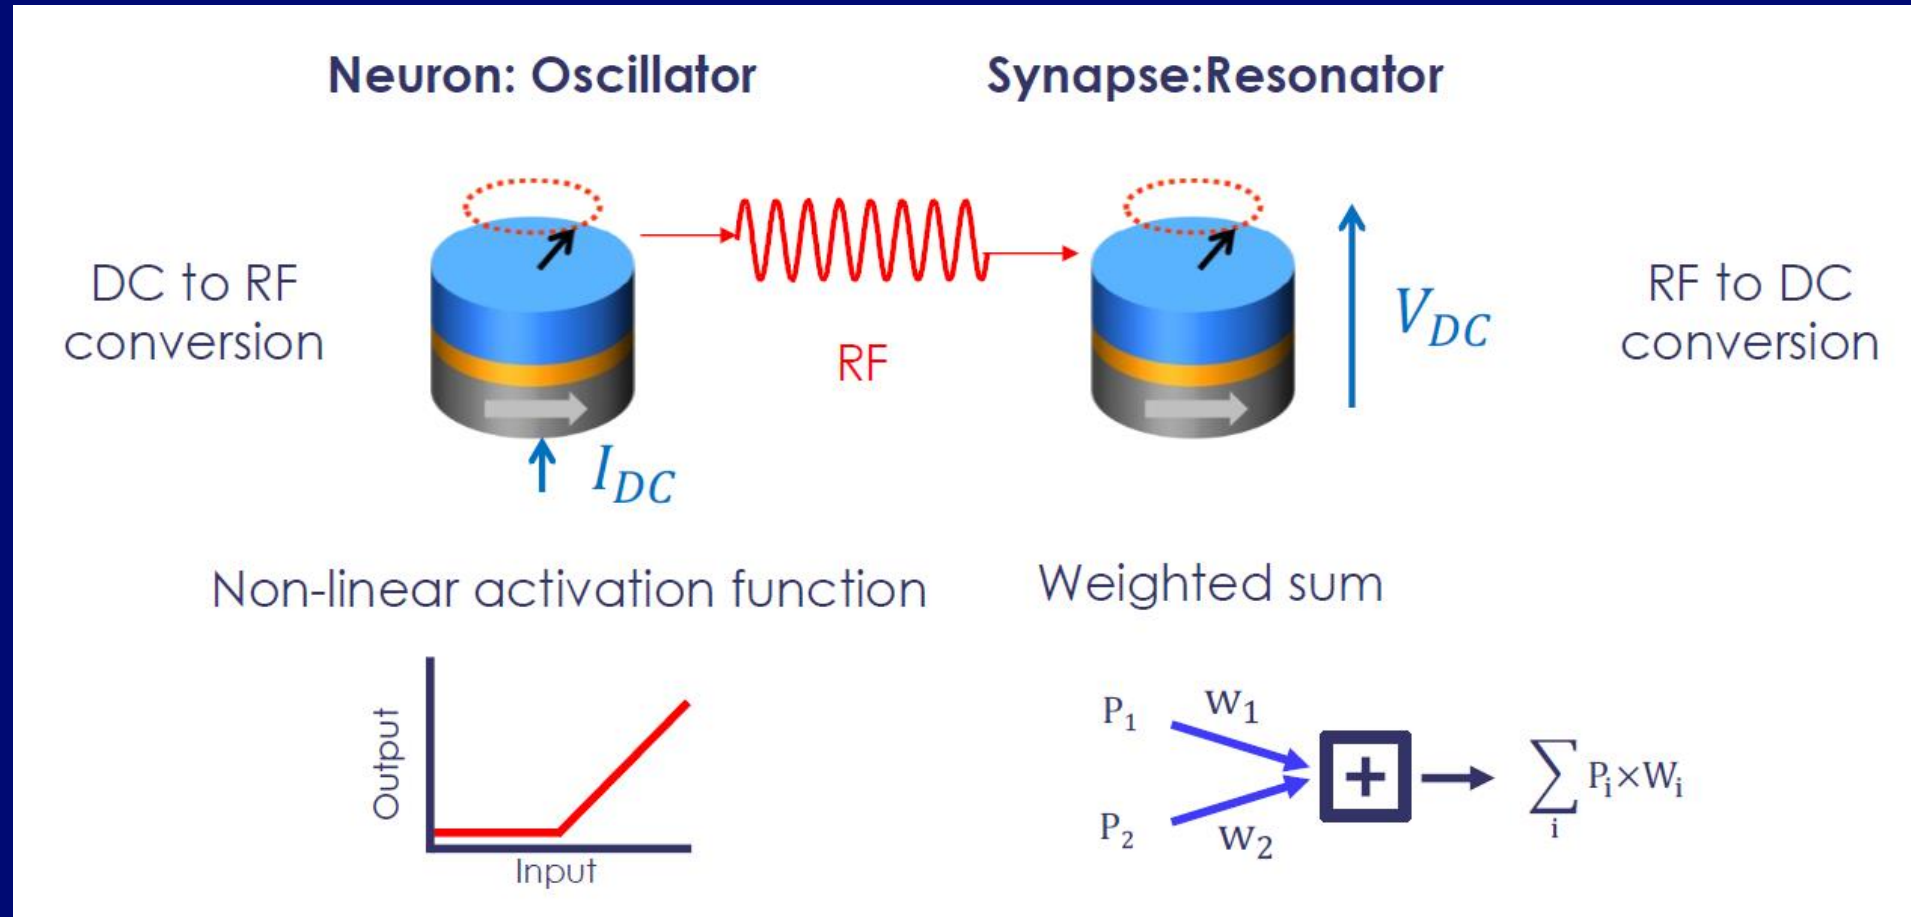 Neuron: Oscillator
Synapse:Resonator
DC to RF
conversion
RF
I_DC
V_DC
RF to DC
conversion
Non-linear activation function
Output
Input
Weighted sum
P₁
W₁
P₂
W₂
+
∑ Pᵢ×Wᵢ
i